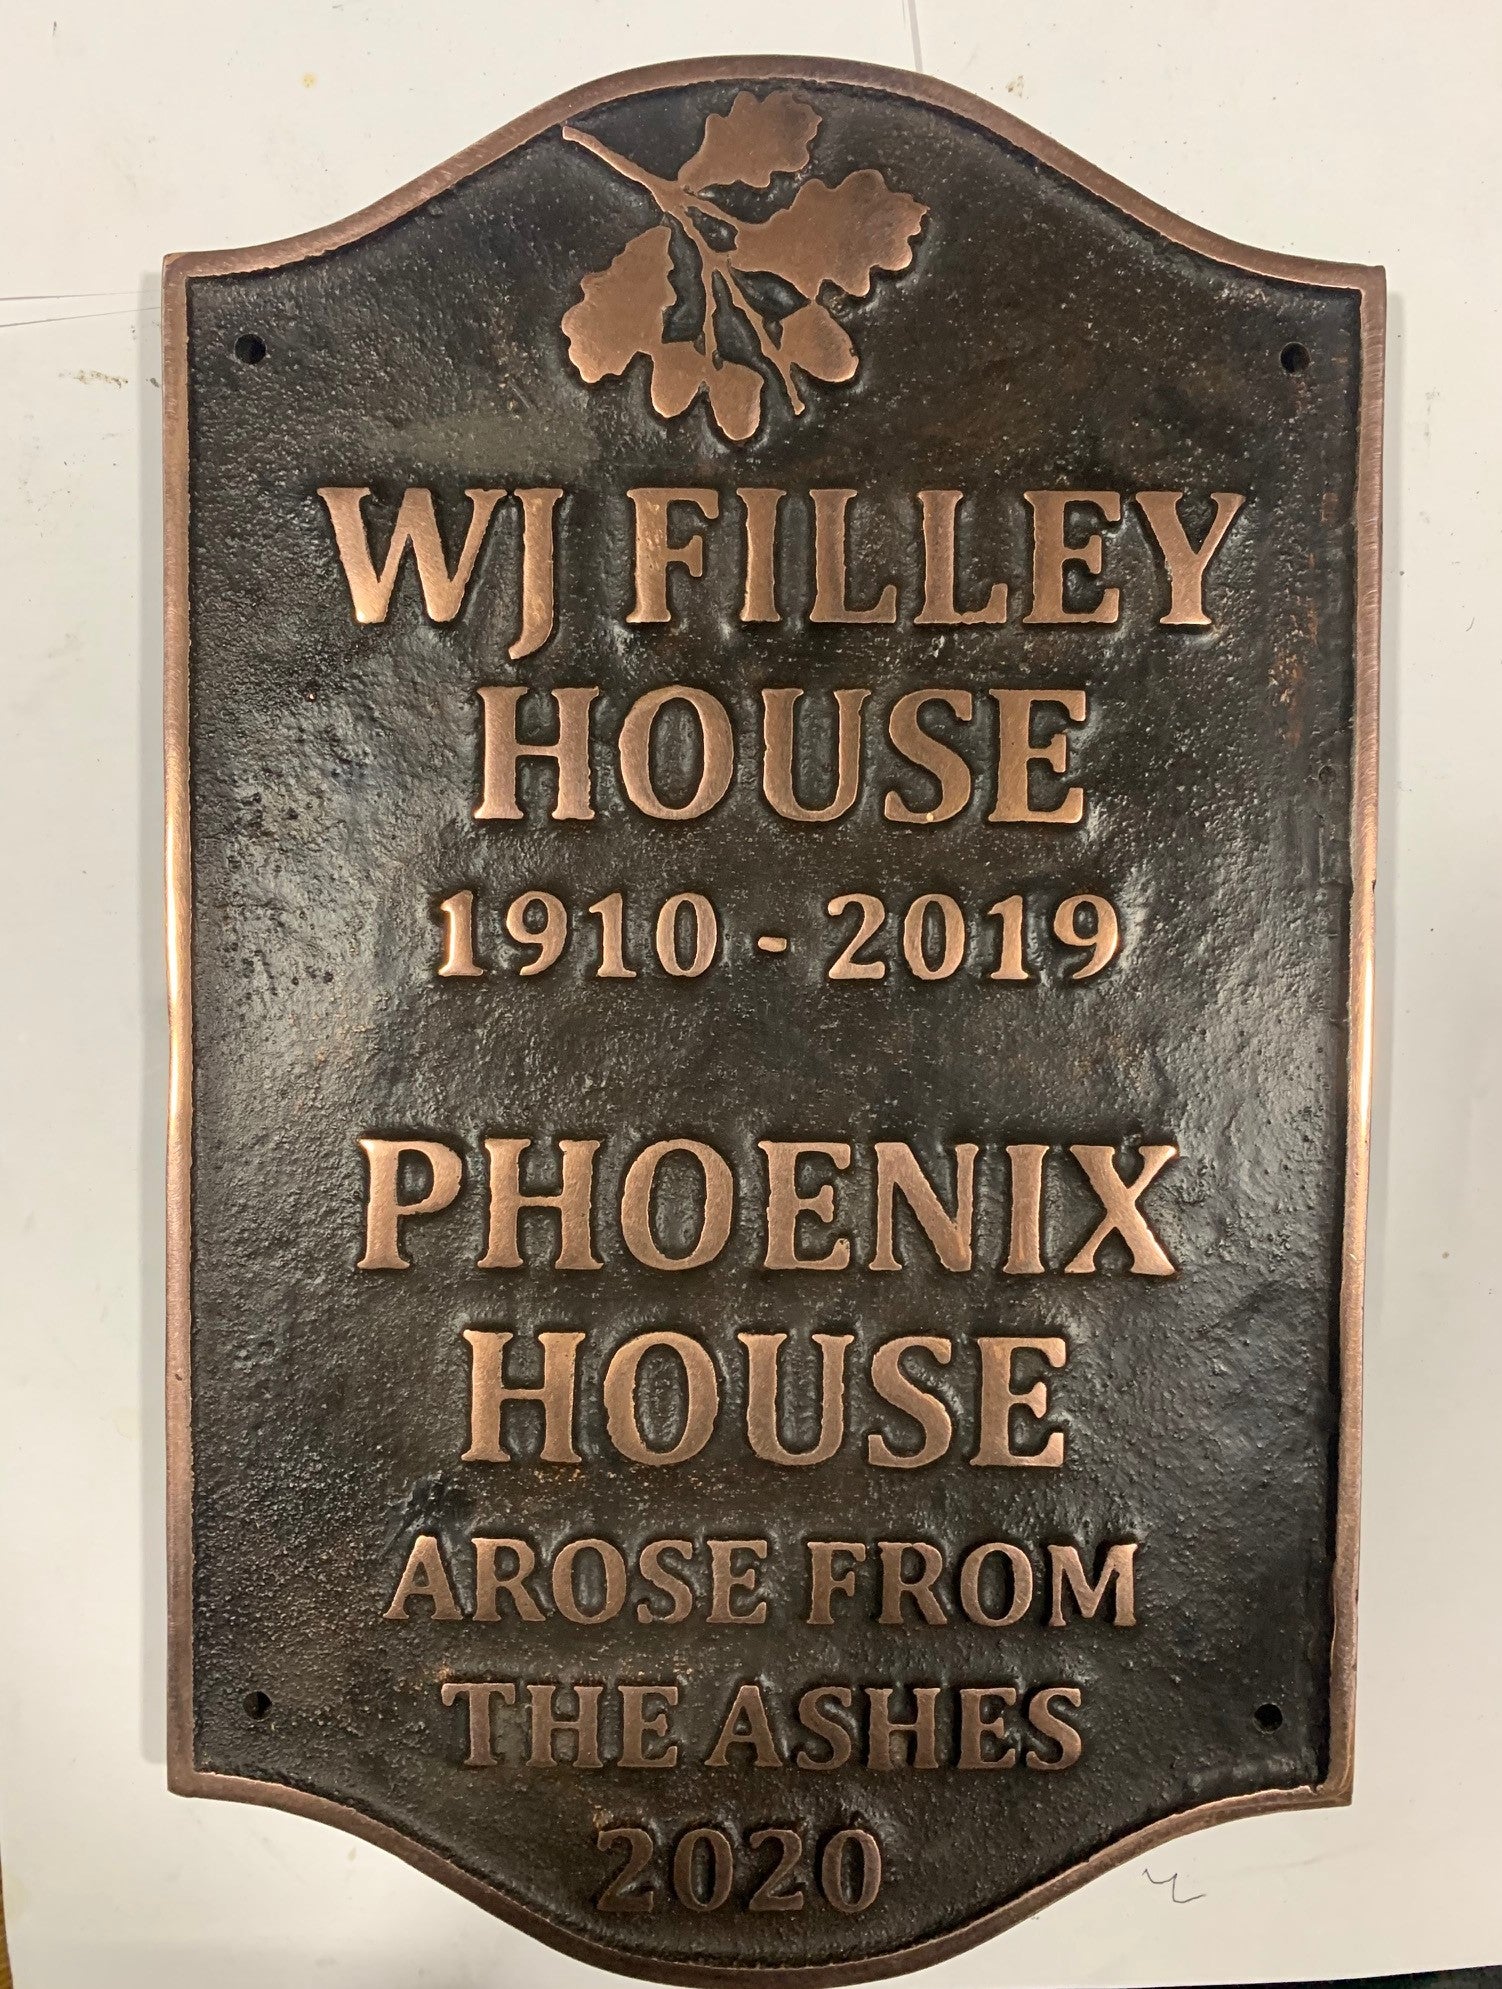 WJ FILLEY
HOUSE
1910 - 2019
PHOENIX
HOUSE
AROSE FROM
THE ASHES
2020